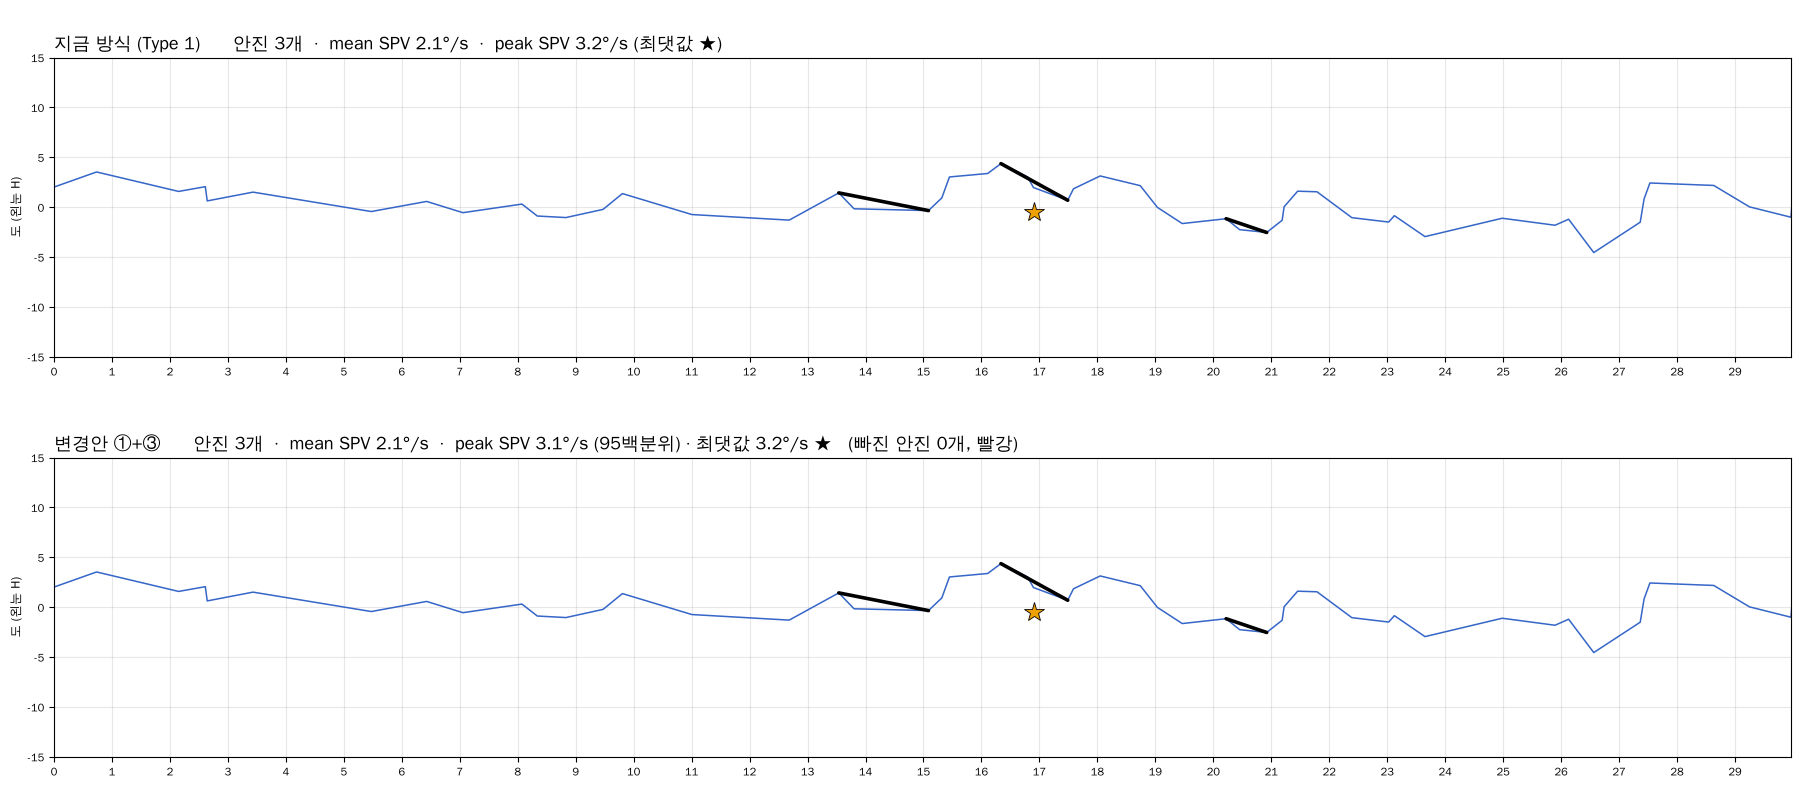 지금 방식 (Type 1) 안진 3개 · mean SPV 2.1°/s · peak SPV 3.2°/s (최댓값 ★)
15
10
5
0
-5
-10
-15
도 (왼눈 H)
0 1 2 3 4 5 6 7 8 9 10 11 12 13 14 15 16 17 18 19 20 21 22 23 24 25 26 27 28 29
변경안 ①+③ 안진 3개 · mean SPV 2.1°/s · peak SPV 3.1°/s (95백분위) · 최댓값 3.2°/s ★ (빠진 안진 0개, 빨강)
15
10
5
0
-5
-10
-15
도 (왼눈 H)
0 1 2 3 4 5 6 7 8 9 10 11 12 13 14 15 16 17 18 19 20 21 22 23 24 25 26 27 28 29